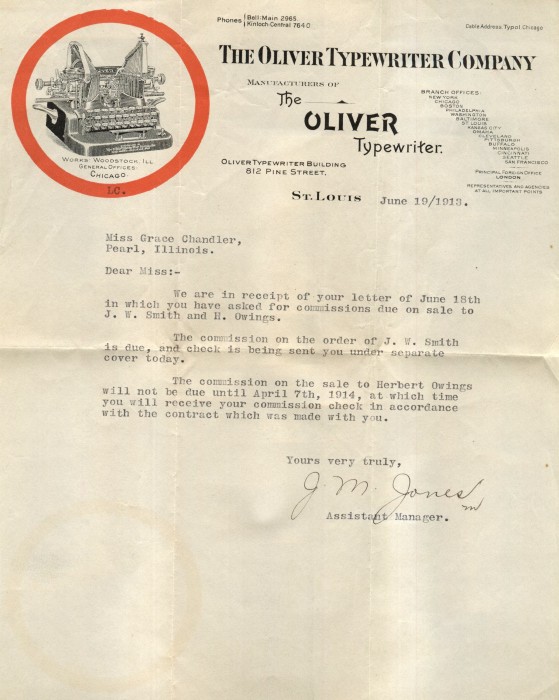 Phones Bell: Main 2965.
Kinloch-Central 7640
Cable Address: Typol Chicago
THE OLIVER TYPEWRITER COMPANY
MANUFACTURERS OF
The
OLIVER
Typewriter.
OLIVER TYPEWRITER BUILDING
812 PINE STREET.
BRANCH OFFICES:
NEW YORK
CHICAGO
BOSTON
PHILADELPHIA
WASHINGTON
BALTIMORE
ST. LOUIS
KANSAS CITY
OMAHA
CLEVELAND
PITTSBURGH
BUFFALO
MINNEAPOLIS
CINCINNATI
SEATTLE
SAN FRANCISCO
PRINCIPAL FOREIGN OFFICE
LONDON.
REPRESENTATIVES AND AGENCIES
AT ALL IMPORTANT POINTS
WORKS: WOODSTOCK, ILL.
GENERAL OFFICES:
CHICAGO.
LC.
ST. LOUIS June 19/1913.
Miss Grace Chandler,
Pearl, Illinois.
Dear Miss:-
We are in receipt of your letter of June 18th
in which you have asked for commissions due on sale to
J. W. Smith and H. Owings.
The commission on the order of J. W. Smith
is due, and check is being sent you under separate
cover today.
The commission on the sale to Herbert Owings
will not be due until April 7th, 1914, at which time
you will receive your commission check in accordance
with the contract which was made with you.
Yours very truly,
J. M. Jones
m
Assistant Manager.